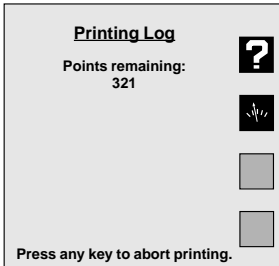 Printing Log
Points remaining:
321
?
Press any key to abort printing.